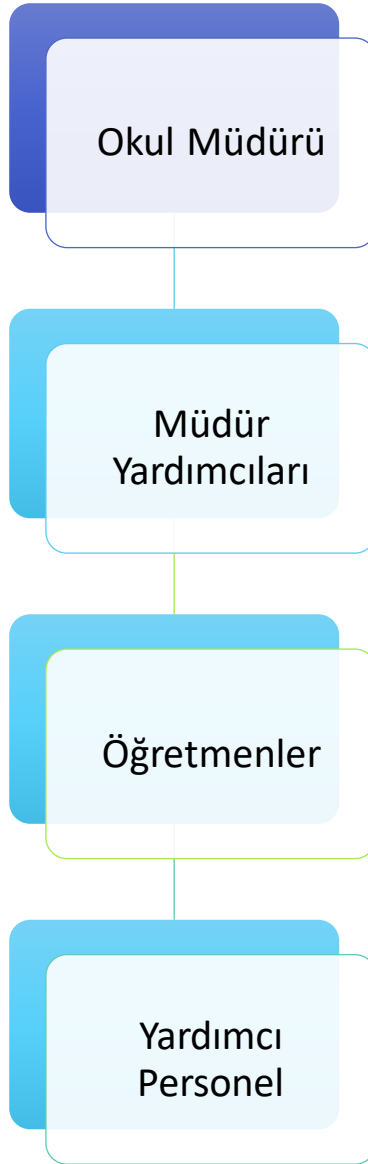 Okul Müdürü
Müdür
Yardımcıları
Öğretmenler
Yardımcı
Personel